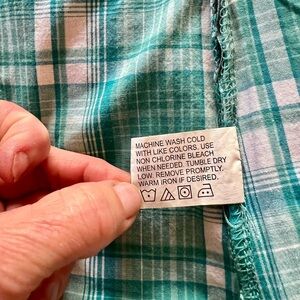 MACHINE WASH COLD
WITH LIKE COLORS. USE
NON CHLORINE BLEACH
WHEN NEEDED. TUMBLE DRY
LOW. REMOVE PROMPTLY.
WARM IRON IF DESIRED.